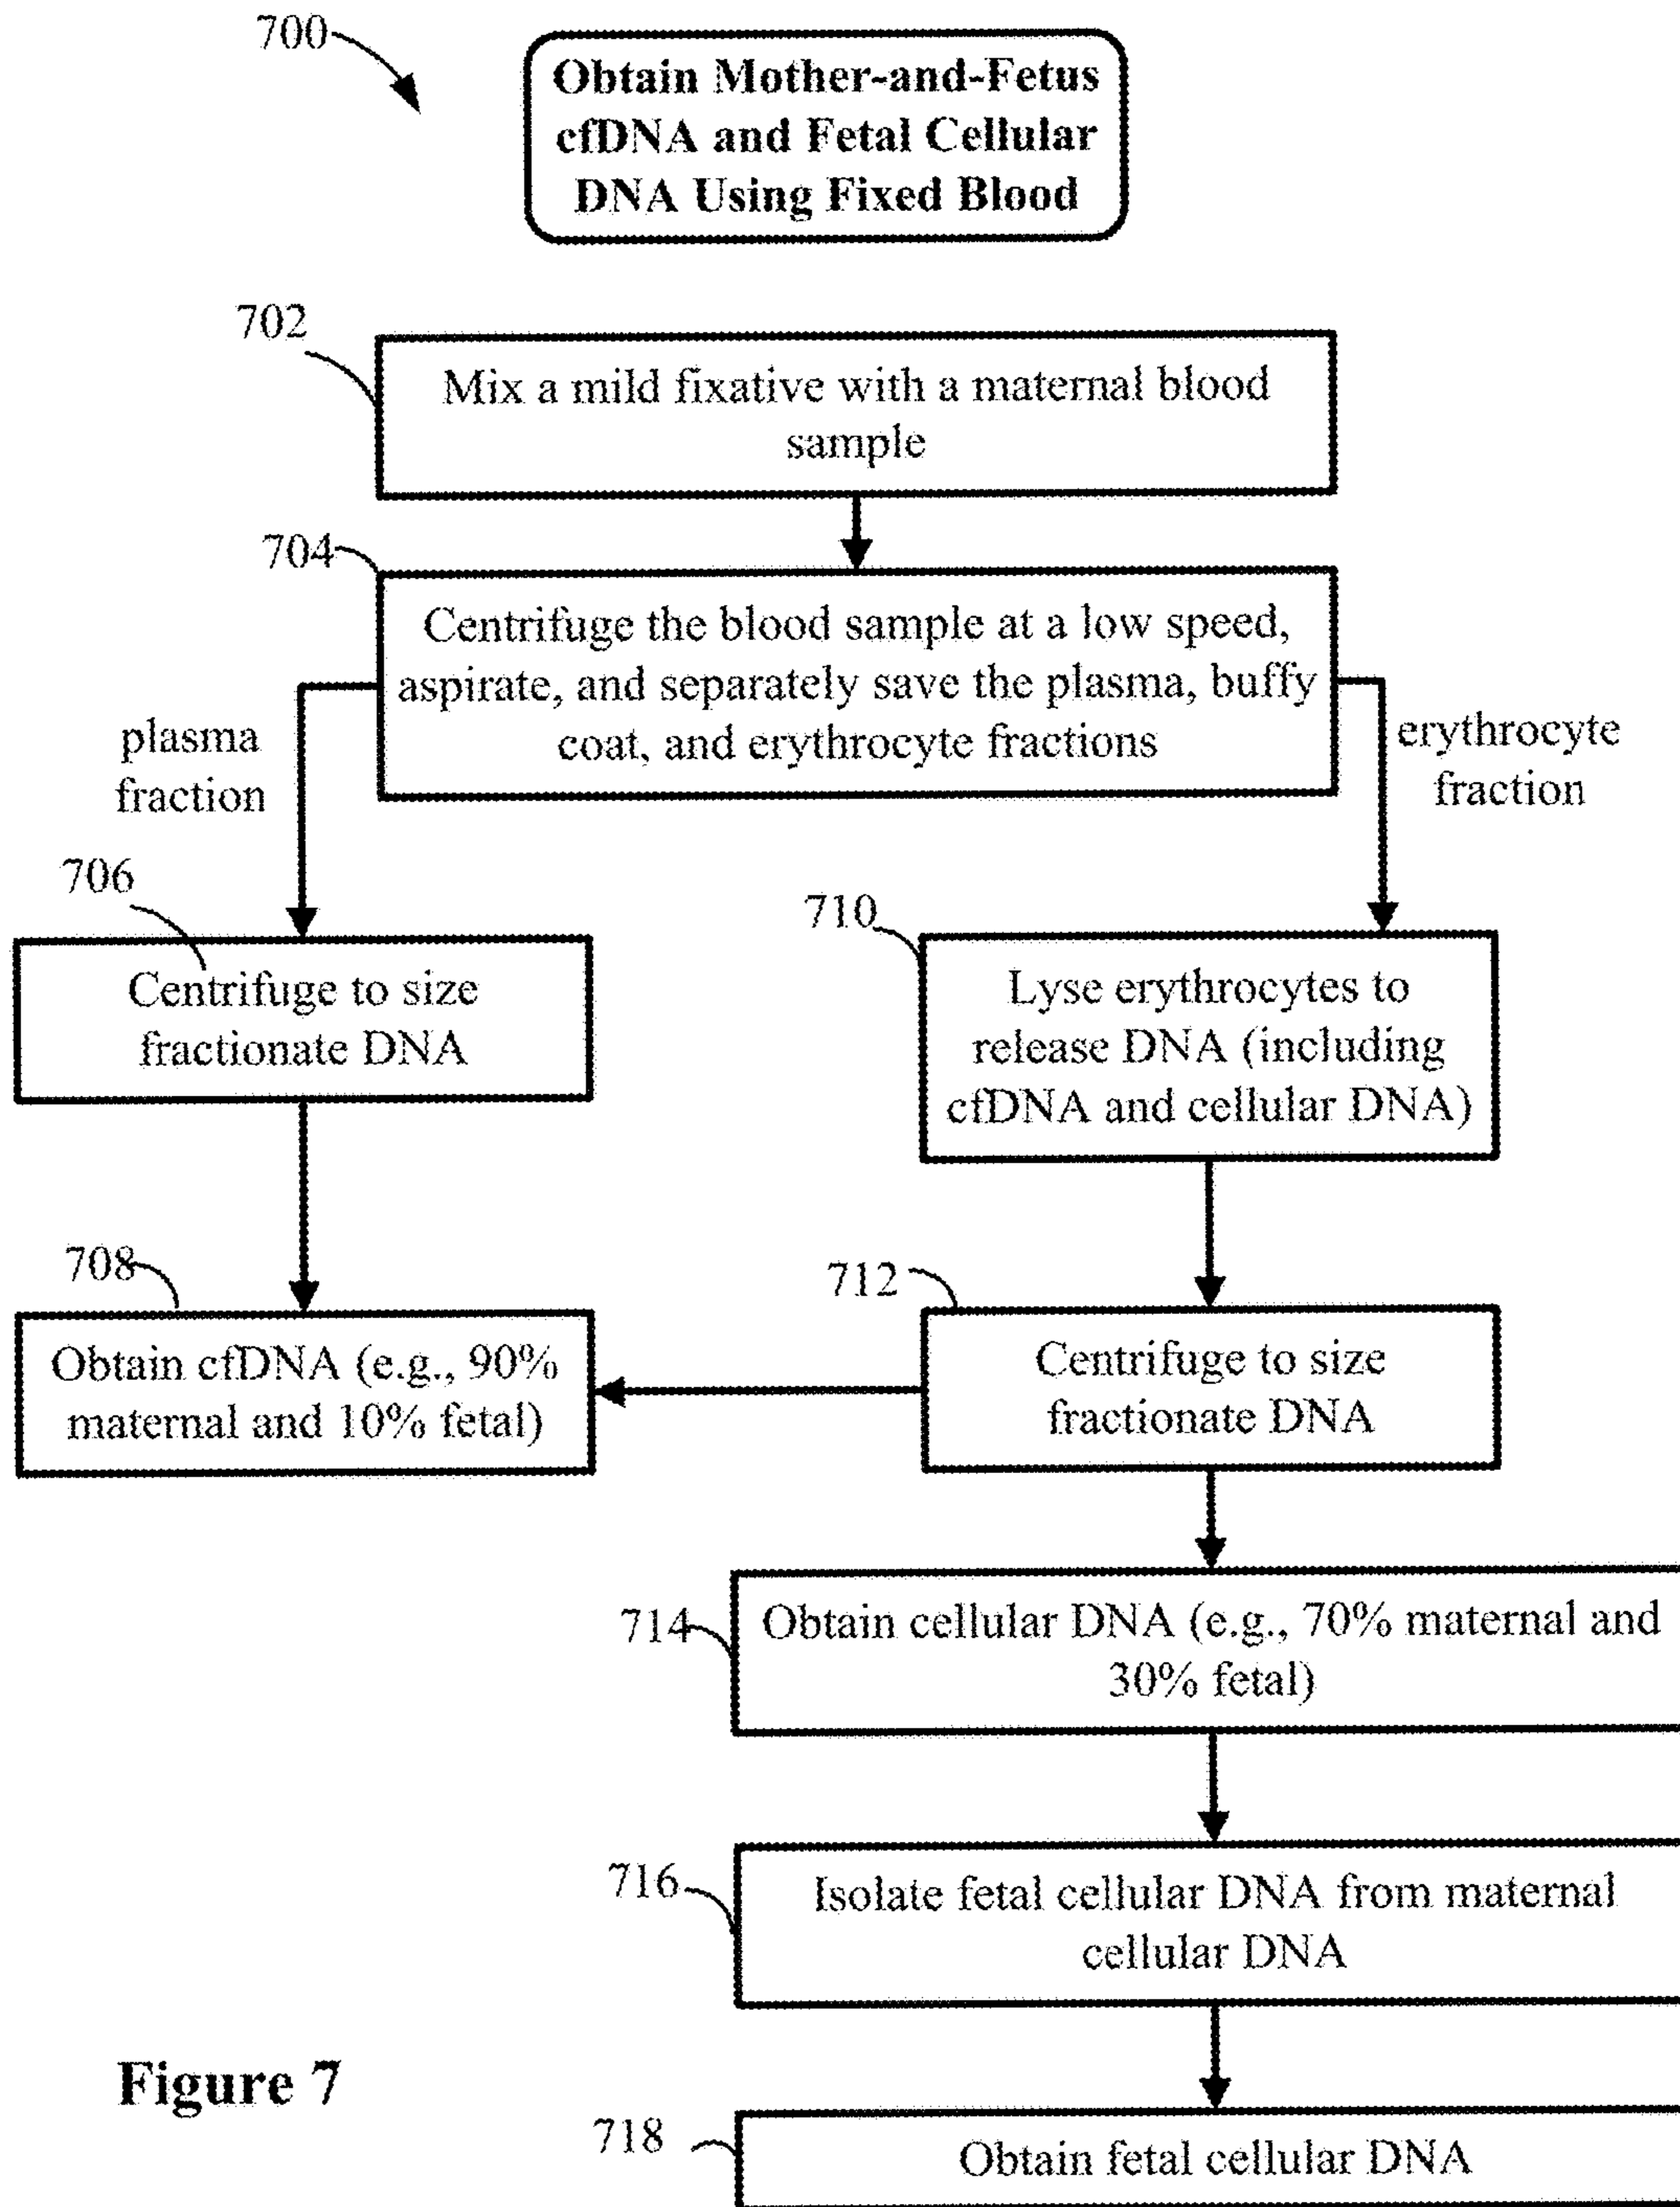 700
Obtain Mother-and-Fetus
cfDNA and Fetal Cellular
DNA Using Fixed Blood
702
Mix a mild fixative with a maternal blood
sample
704
Centrifuge the blood sample at a low speed,
aspirate, and separately save the plasma, buffy
coat, and erythrocyte fractions
plasma
fraction
erythrocyte
fraction
706
Centrifuge to size
fractionate DNA
710
Lyse erythrocytes to
release DNA (including
cfDNA and cellular DNA)
708
Obtain cfDNA (e.g., 90%
maternal and 10% fetal)
712
Centrifuge to size
fractionate DNA
714
Obtain cellular DNA (e.g., 70% maternal and
30% fetal)
716
Isolate fetal cellular DNA from maternal
cellular DNA
Figure 7
718
Obtain fetal cellular DNA